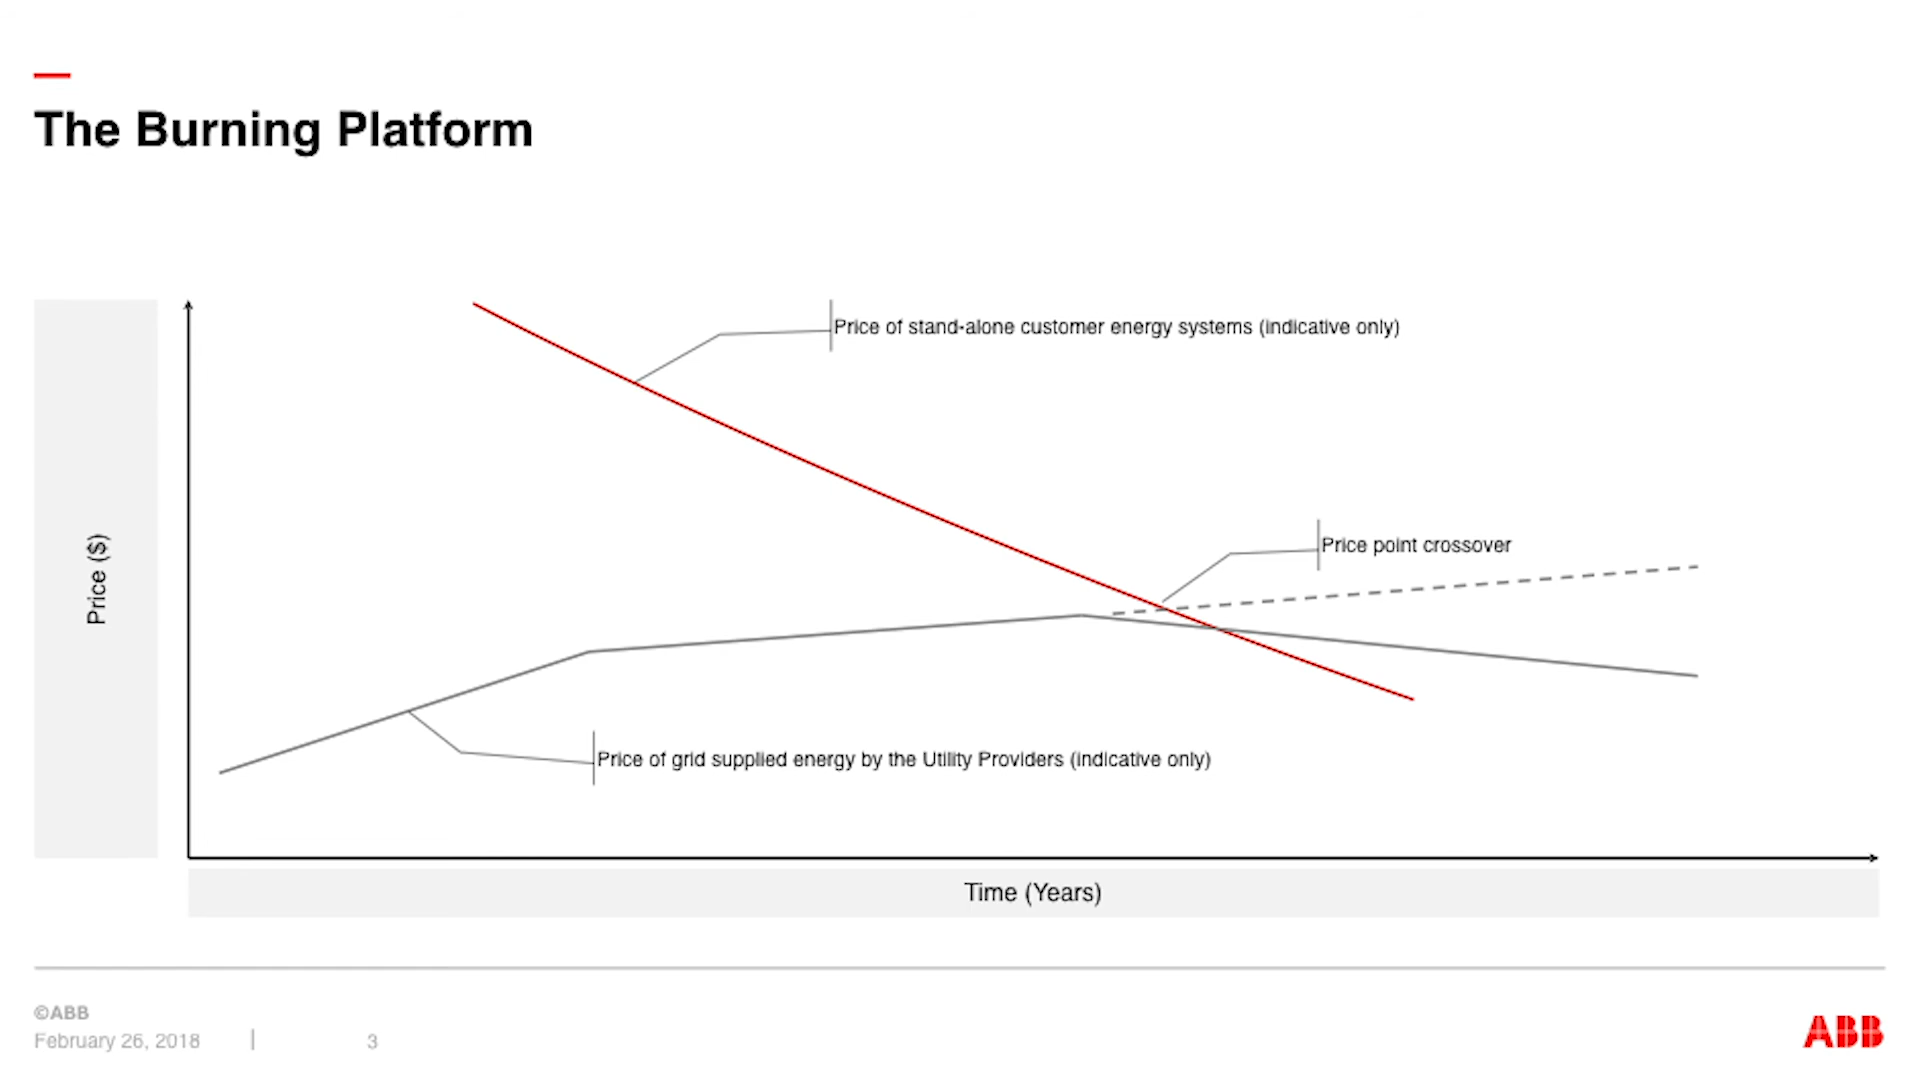 The Burning Platform
Price of stand-alone customer energy systems (indicative only)
Price point crossover
Price ($)
Price of grid supplied energy by the Utility Providers (indicative only)
Time (Years)
©ABB
February 26, 2018 | 3
ABB